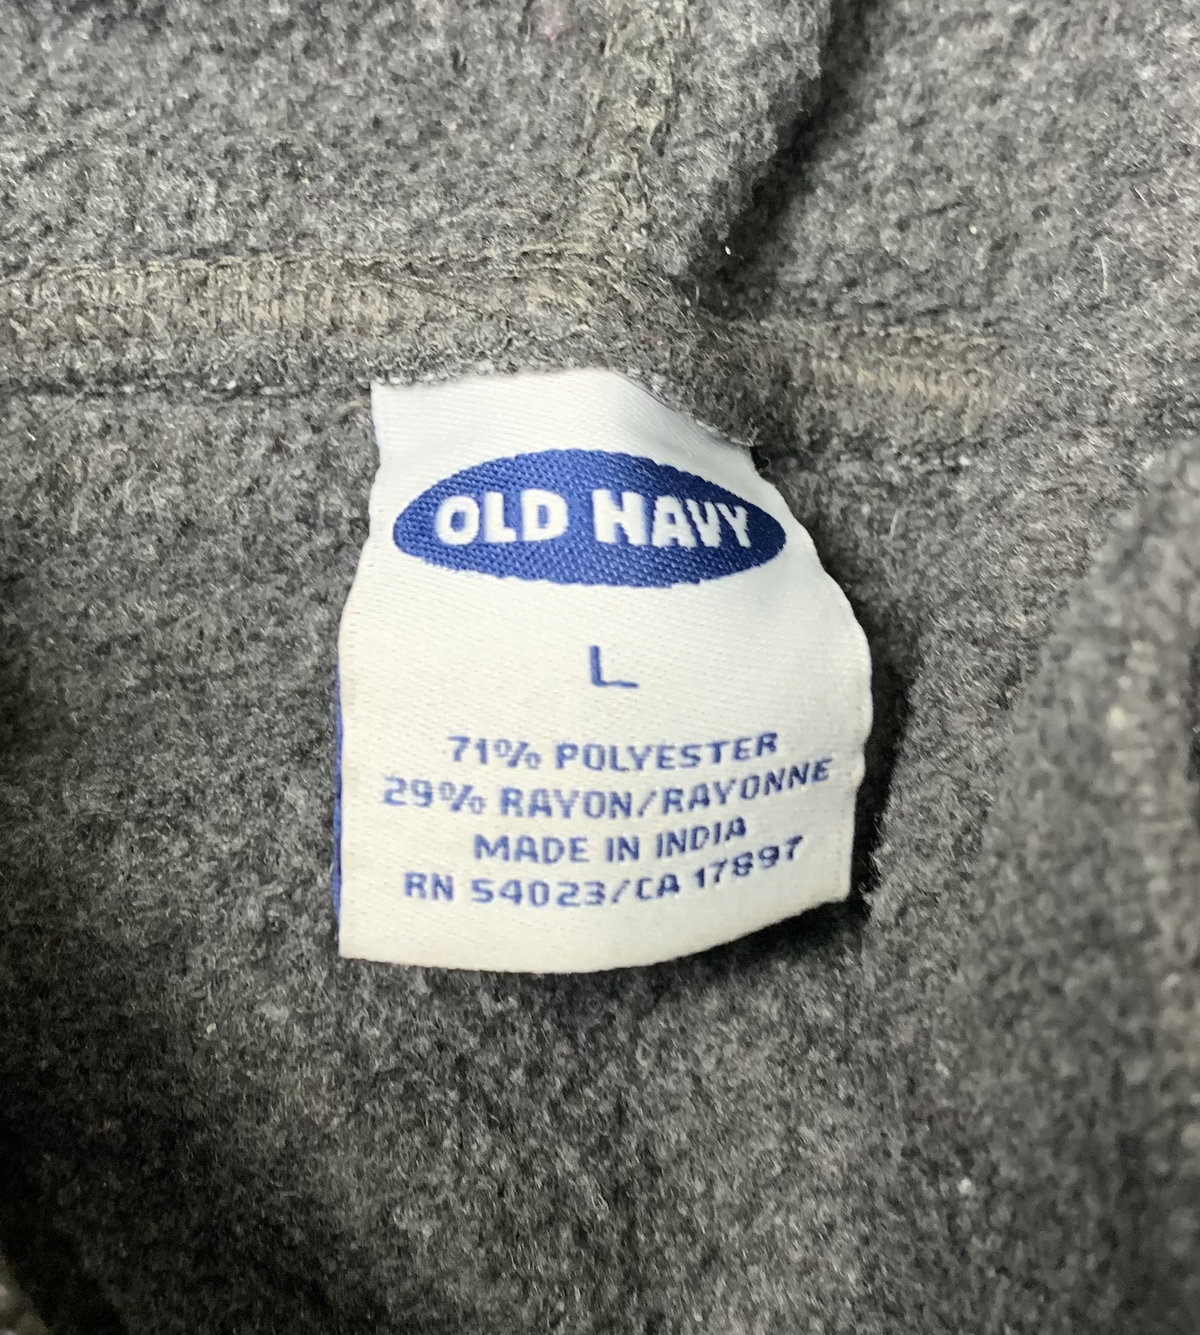 OLD NAVY
L
71% POLYESTER
29% RAYON/RAYONNE
MADE IN INDIA
RN 54023/CA 17897